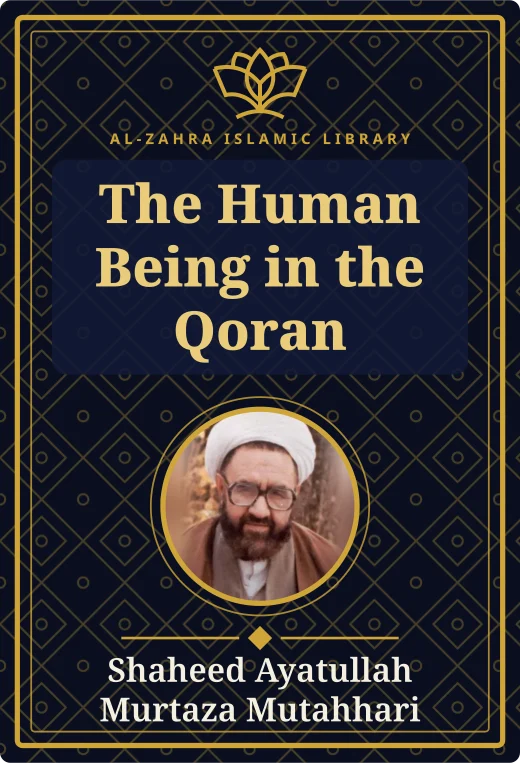 AL-ZAHRA ISLAMIC LIBRARY
The Human
Being in the
Qoran
Shaheed Ayatullah
Murtaza Mutahhari